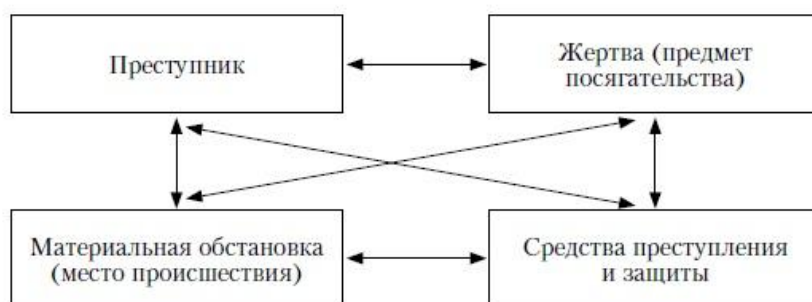 Преступник
Жертва (предмет
посягательства)
Материальная обстановка
(место происшествия)
Средства преступления
и защиты